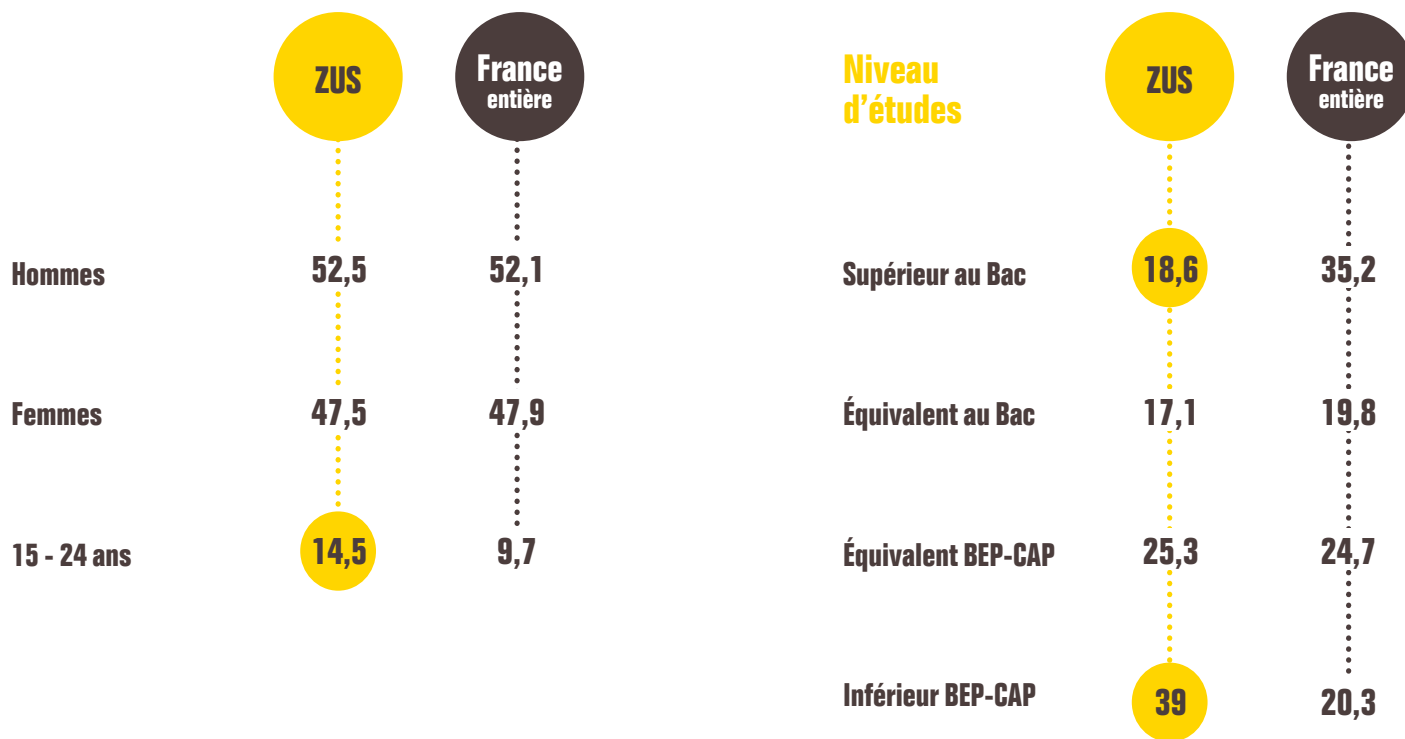 ZUS
France
entière
Hommes
52,5
52,1
Femmes
47,5
47,9
15 - 24 ans
14,5
9,7
Niveau
d’études
ZUS
France
entière
Supérieur au Bac
18,6
35,2
Équivalent au Bac
17,1
19,8
Équivalent BEP-CAP
25,3
24,7
Inférieur BEP-CAP
39
20,3